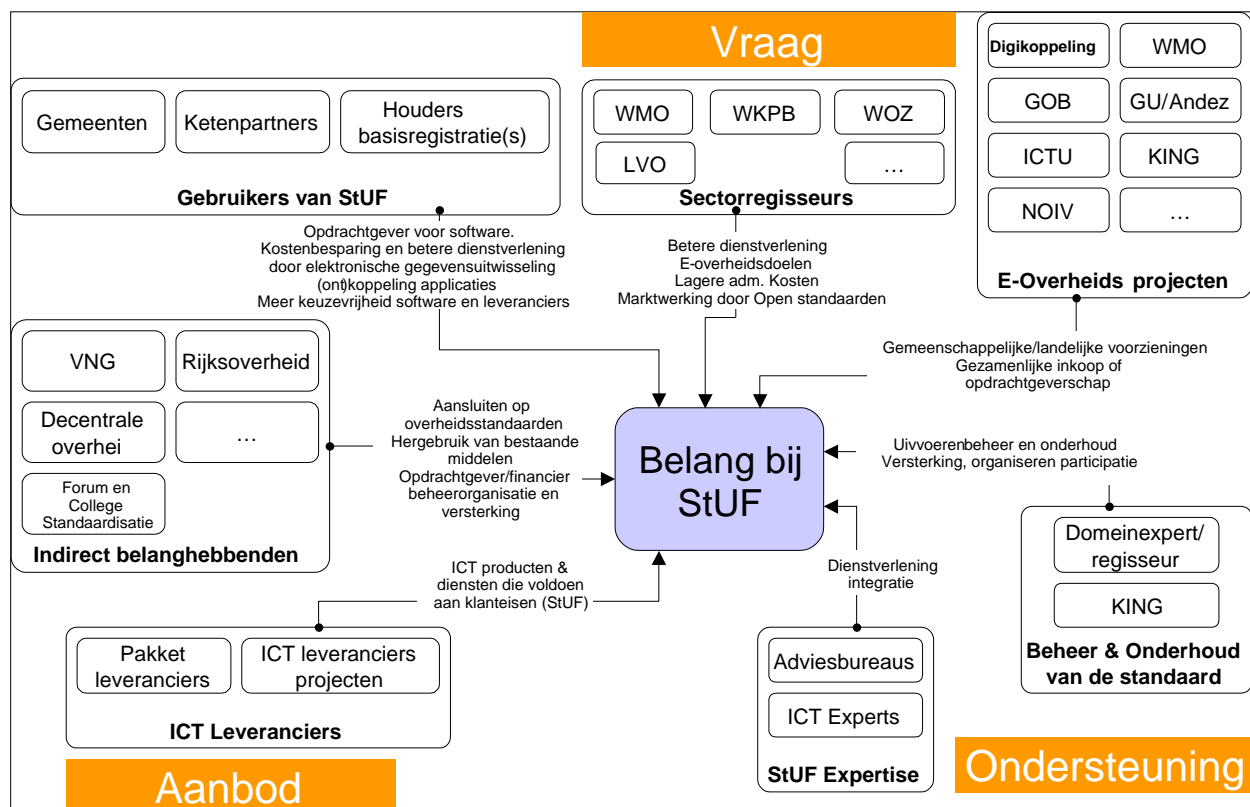 Vraag
Digikoppeling
WMO
GOB
GU/Andez
ICTU
KING
NOIV
…
E-Overheids projecten
Gemeenten
Ketenpartners
Houders
basisregistratie(s)
Gebruikers van StUF
WMO
WKPB
WOZ
LVO
…
Sectorregisseurs
Opdrachtgever voor software.
Kostenbesparing en betere dienstverlening
door elektronische gegevensuitwisseling
(ont)koppeling applicaties
Meer keuzevrijheid software en leveranciers
Betere dienstverlening
E-overheidsdoelen
Lagere adm. Kosten
Marktwerking door Open standaarden
Gemeenschappelijke/landelijke voorzieningen
Gezamenlijke inkoop of
opdrachtgeverschap
VNG
Rijksoverheid
Decentrale
overhei
…
Forum en
College
Standaardisatie
Indirect belanghebbenden
Aansluiten op
overheidsstandaarden
Hergebruik van bestaande
middelen
Opdrachtgever/financier
beheerorganisatie en
versterking
Belang bij
StUF
Uivoerenbeheer en onderhoud
Versterking, organiseren participatie
Domeinexpert/
regisseur
KING
Beheer & Onderhoud
van de standaard
ICT producten &
diensten die voldoen
aan klanteisen (StUF)
Dienstverlening
integratie
Pakket
leveranciers
ICT leveranciers
projecten
ICT Leveranciers
Adviesbureaus
ICT Experts
StUF Expertise
Aanbod
Ondersteuning